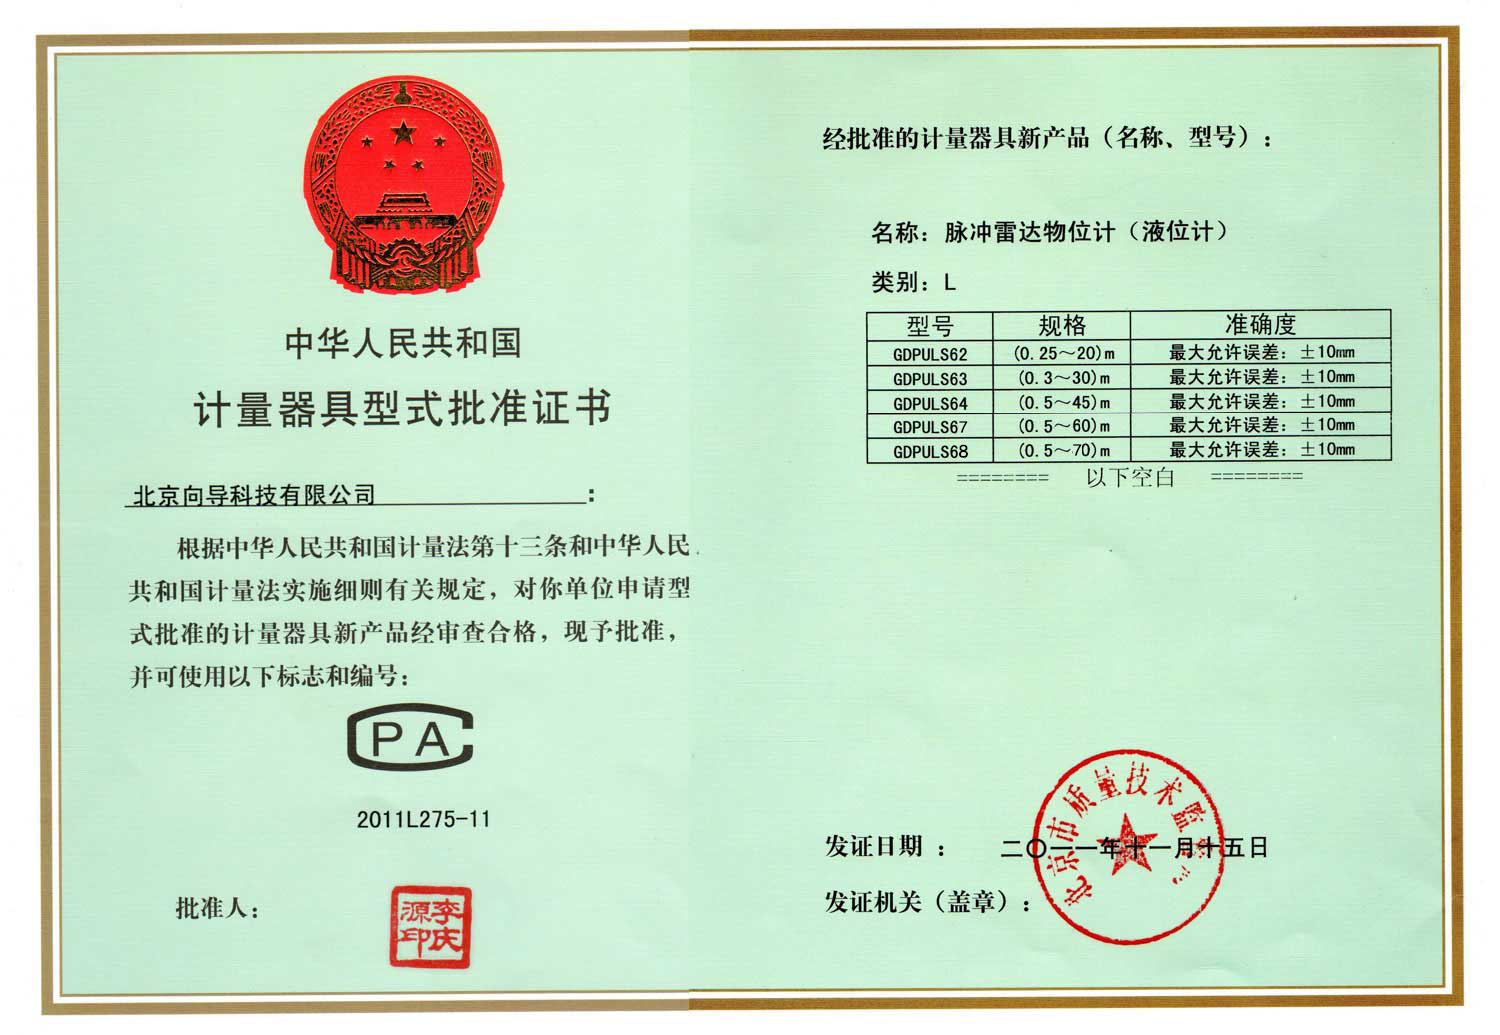 中华人民共和国
计量器具型式批准证书
北京向导科技有限公司:
根据中华人民共和国计量法第十三条和中华人民
共和国计量法实施细则有关规定，对你单位申请型
式批准的计量器具新产品经审查合格，现予批准，
并可使用以下标志和编号：
CPA
2011L275-11
批准人：
李庆源印
经批准的计量器具新产品（名称、型号）：
名称：脉冲雷达物位计（液位计）
类别：L
型号 规格 准确度
GDPULS62 (0.25～20)m 最大允许误差：±10mm
GDPULS63 (0.3～30)m 最大允许误差：±10mm
GDPULS64 (0.5～45)m 最大允许误差：±10mm
GDPULS67 (0.5～60)m 最大允许误差：±10mm
GDPULS68 (0.5～70)m 最大允许误差：±10mm
======== 以下空白 ========
发证日期：二〇一一年十一月十五日
发证机关（盖章）：
北京市质量技术监